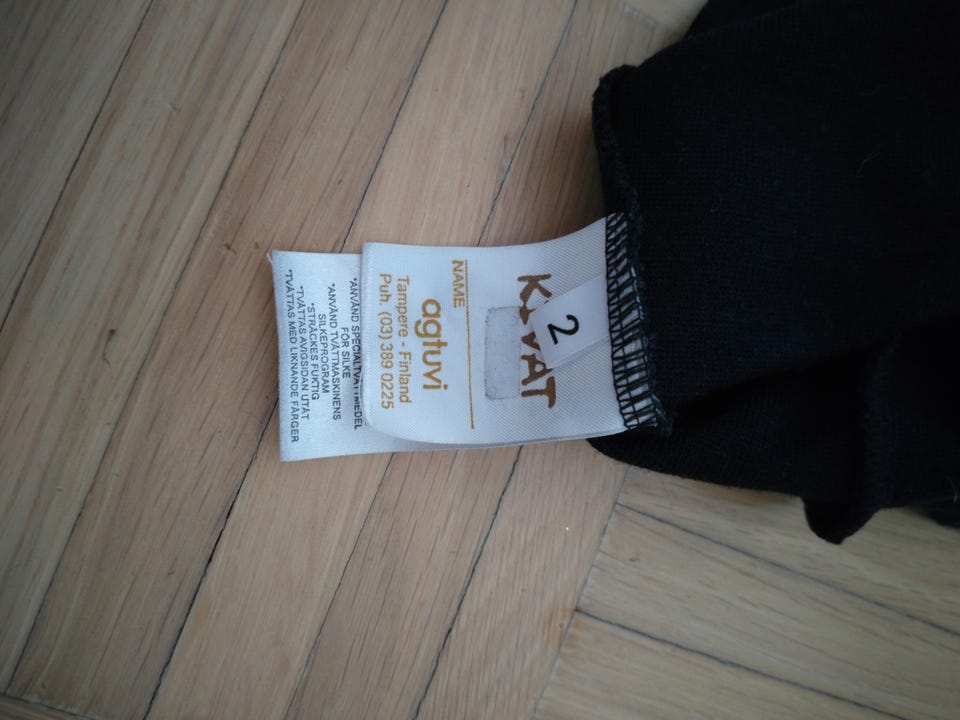 KIVAT
2
NAME
agtuvi
Tampere - Finland
Puh. (03) 389 0225
*ANVÄND SPECIALTVÄTTMEDEL
FÖR SILKE
*ANVÄND TVÄTTMASKINENS
SILKEPROGRAM
*STRÄCKES FUKTIG
*TVÄTTAS AVIGSIDAN UTÅT
*TVÄTTAS MED LIKNANDE FÄRGER